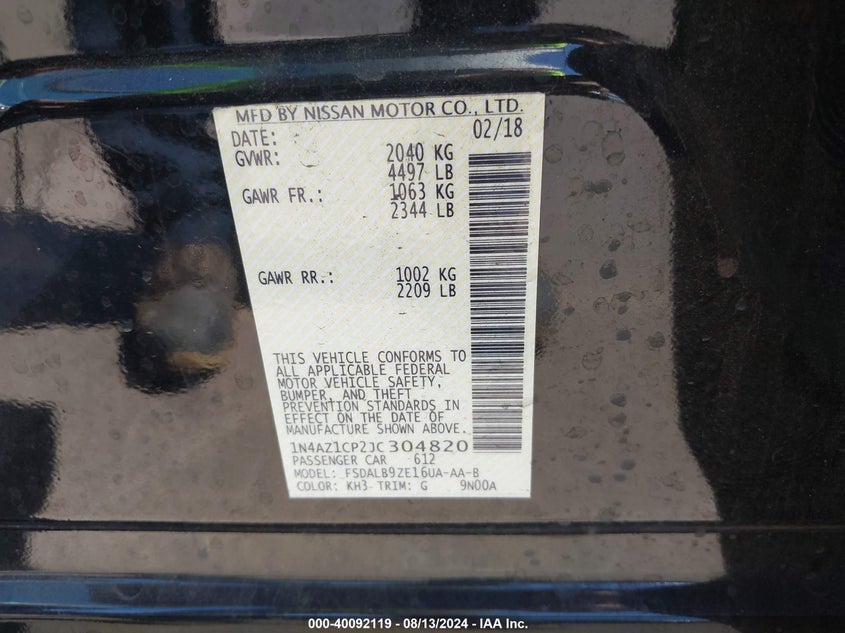 MFD BY NISSAN MOTOR CO., LTD.
DATE: 02/18
GVWR: 2040 KG
4497 LB
GAWR FR.: 1063 KG
2344 LB
GAWR RR.: 1002 KG
2209 LB
THIS VEHICLE CONFORMS TO
ALL APPLICABLE FEDERAL
MOTOR VEHICLE SAFETY,
BUMPER, AND THEFT
PREVENTION STANDARDS IN
EFFECT ON THE DATE OF
MANUFACTURE SHOWN ABOVE.
1N4AZ1CP2JC304820
PASSENGER CAR 612
MODEL: FSDALB9ZE16UA-AA-B
COLOR: KH3 TRIM: G 9N00A
000-40092119 - 08/13/2024 - IAA Inc.